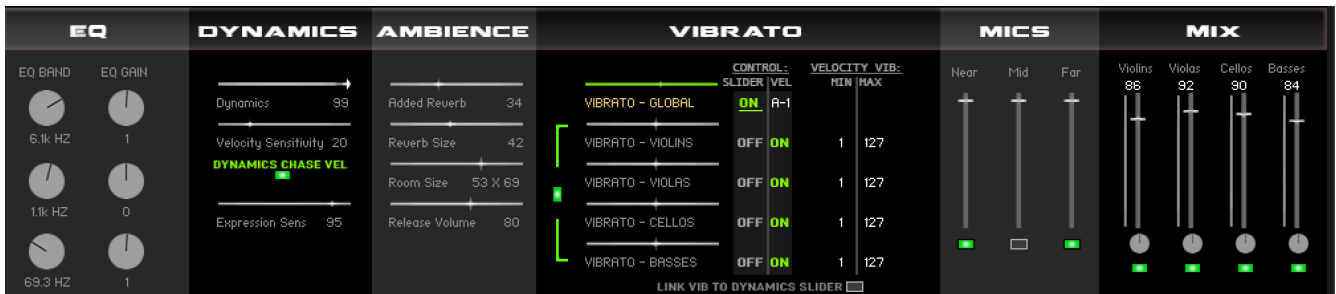 EQ DYNAMICS AMBIENCE VIBRATO MICS MIX
EQ BAND EQ GAIN
6.1k HZ 1
1.1k HZ 0
69.3 HZ 1
Dynamics 99
Velocity Sensitivity 20
DYNAMICS CHASE VEL
Expression Sens 95
Added Reverb 34
Reverb Size 42
Room Size 53 X 69
Release Volume 80
CONTROL: VELOCITY VIB:
SLIDER VEL MIN MAX
VIBRATO - GLOBAL ON A-1
VIBRATO - VIOLINS OFF ON 1 127
VIBRATO - VIOLAS OFF ON 1 127
VIBRATO - CELLOS OFF ON 1 127
VIBRATO - BASSES OFF ON 1 127
LINK VIB TO DYNAMICS SLIDER
Near Mid Far
Violins Violas Cellos Basses
86 92 90 84